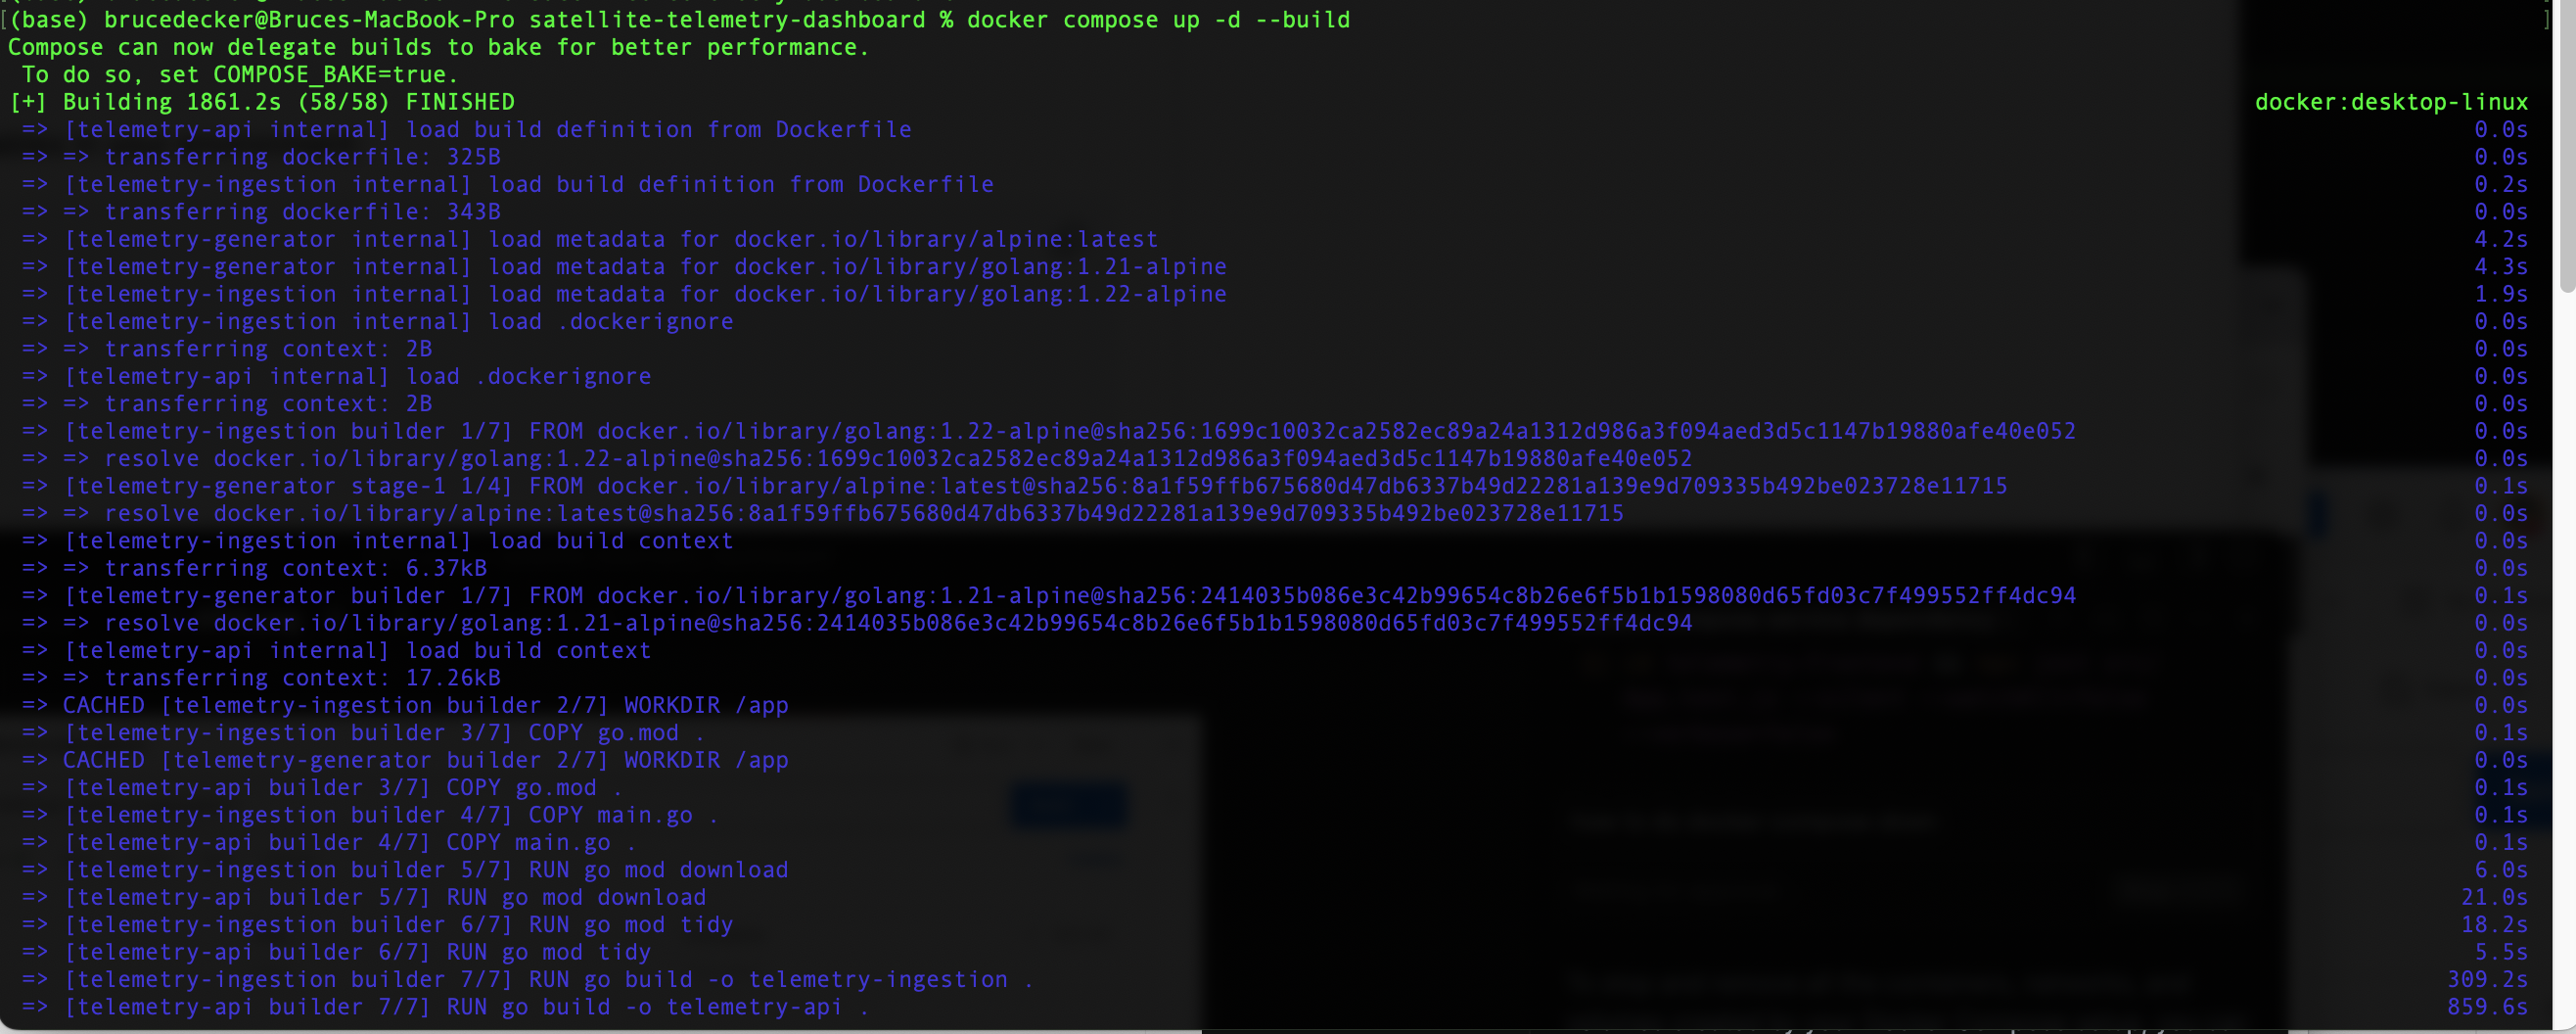 [(base) brucedecker@Bruces-MacBook-Pro satellite-telemetry-dashboard % docker compose up -d --build ]
Compose can now delegate builds to bake for better performance.
To do so, set COMPOSE_BAKE=true.
[+] Building 1861.2s (58/58) FINISHED docker:desktop-linux
=> [telemetry-api internal] load build definition from Dockerfile 0.0s
=> => transferring dockerfile: 325B 0.0s
=> [telemetry-ingestion internal] load build definition from Dockerfile 0.2s
=> => transferring dockerfile: 343B 0.0s
=> [telemetry-generator internal] load metadata for docker.io/library/alpine:latest 4.2s
=> [telemetry-generator internal] load metadata for docker.io/library/golang:1.21-alpine 4.3s
=> [telemetry-ingestion internal] load metadata for docker.io/library/golang:1.22-alpine 1.9s
=> [telemetry-ingestion internal] load .dockerignore 0.0s
=> => transferring context: 2B 0.0s
=> [telemetry-api internal] load .dockerignore 0.0s
=> => transferring context: 2B 0.0s
=> [telemetry-ingestion builder 1/7] FROM docker.io/library/golang:1.22-alpine@sha256:1699c10032ca2582ec89a24a1312d986a3f094aed3d5c1147b19880afe40e052 0.0s
=> => resolve docker.io/library/golang:1.22-alpine@sha256:1699c10032ca2582ec89a24a1312d986a3f094aed3d5c1147b19880afe40e052 0.0s
=> [telemetry-generator stage-1 1/4] FROM docker.io/library/alpine:latest@sha256:8a1f59ffb675680d47db6337b49d22281a139e9d709335b492be023728e11715 0.1s
=> => resolve docker.io/library/alpine:latest@sha256:8a1f59ffb675680d47db6337b49d22281a139e9d709335b492be023728e11715 0.0s
=> [telemetry-ingestion internal] load build context 0.0s
=> => transferring context: 6.37kB 0.0s
=> [telemetry-generator builder 1/7] FROM docker.io/library/golang:1.21-alpine@sha256:2414035b086e3c42b99654c8b26e6f5b1b1598080d65fd03c7f499552ff4dc94 0.1s
=> => resolve docker.io/library/golang:1.21-alpine@sha256:2414035b086e3c42b99654c8b26e6f5b1b1598080d65fd03c7f499552ff4dc94 0.0s
=> [telemetry-api internal] load build context 0.0s
=> => transferring context: 17.26kB 0.0s
=> CACHED [telemetry-ingestion builder 2/7] WORKDIR /app 0.0s
=> [telemetry-ingestion builder 3/7] COPY go.mod . 0.1s
=> CACHED [telemetry-generator builder 2/7] WORKDIR /app 0.0s
=> [telemetry-api builder 3/7] COPY go.mod . 0.1s
=> [telemetry-ingestion builder 4/7] COPY main.go . 0.1s
=> [telemetry-api builder 4/7] COPY main.go . 0.1s
=> [telemetry-ingestion builder 5/7] RUN go mod download 6.0s
=> [telemetry-api builder 5/7] RUN go mod download 21.0s
=> [telemetry-ingestion builder 6/7] RUN go mod tidy 18.2s
=> [telemetry-api builder 6/7] RUN go mod tidy 5.5s
=> [telemetry-ingestion builder 7/7] RUN go build -o telemetry-ingestion . 309.2s
=> [telemetry-api builder 7/7] RUN go build -o telemetry-api . 859.6s